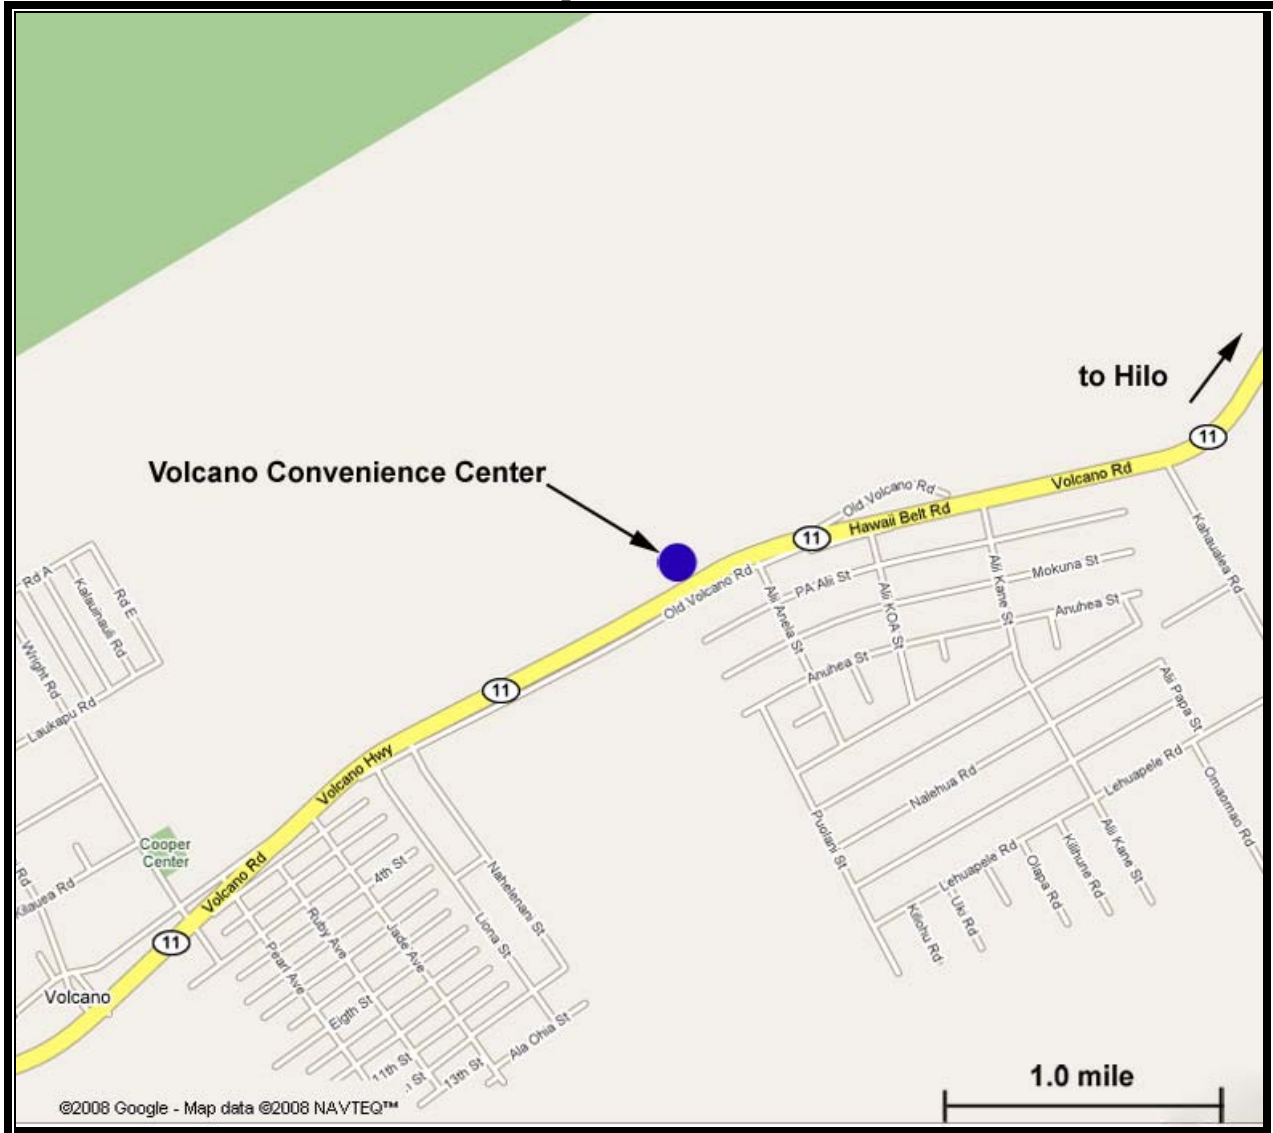 to Hilo
11
Volcano Convenience Center
Volcano Rd
Old Volcano Rd
Hawaii Belt Rd
11
Kahaualea Rd
Old Volcano Rd
PA Alii St
Mokuna St
Alii Kane St
Alii KOA St
Alii Anela St
Anuhea St
Anuhea St
Rd A
Rd E
Kalauinauli Rd
Wright Rd
Laukapu Rd
11
Alii Papa St
Volcano Hwy
Nalehua Rd
Lehuapele Rd
Omaomao Rd
Puolani St
Alii Kane St
Cooper
Center
4th St
Volcano Rd
Lehuapele Rd
Kilihune Rd
Olapa Rd
Uki Rd
Kiliohu Rd
Rd
Kilauea Rd
Nahelenani St
Liona St
Ruby Ave
Jade Ave
Pearl Ave
11
Volcano
Eigth St
Ala Ohia St
11th St
St
13th St
1.0 mile
©2008 Google - Map data ©2008 NAVTEQ™